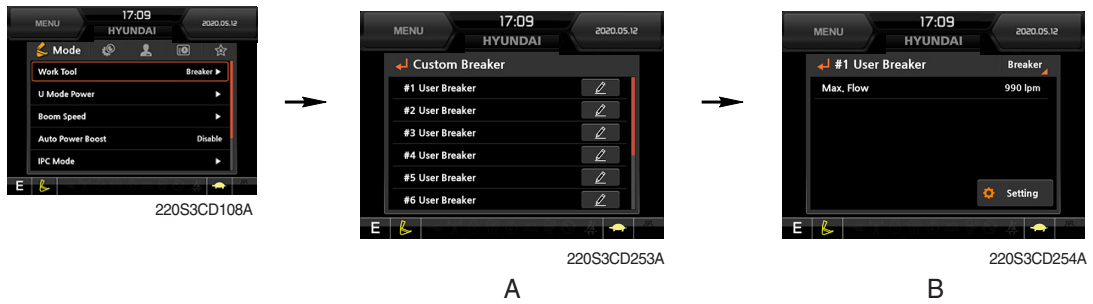 MENU 17:09 2020.05.12
HYUNDAI
Mode
Work Tool Breaker ▶
U Mode Power ▶
Boom Speed ▶
Auto Power Boost Disable
IPC Mode ▶
E
220S3CD108A
MENU 17:09 2020.05.12
HYUNDAI
Custom Breaker
#1 User Breaker
#2 User Breaker
#3 User Breaker
#4 User Breaker
#5 User Breaker
#6 User Breaker
E
220S3CD253A
A
MENU 17:09 2020.05.12
HYUNDAI
#1 User Breaker Breaker
Max. Flow 990 lpm
Setting
E
220S3CD254A
B